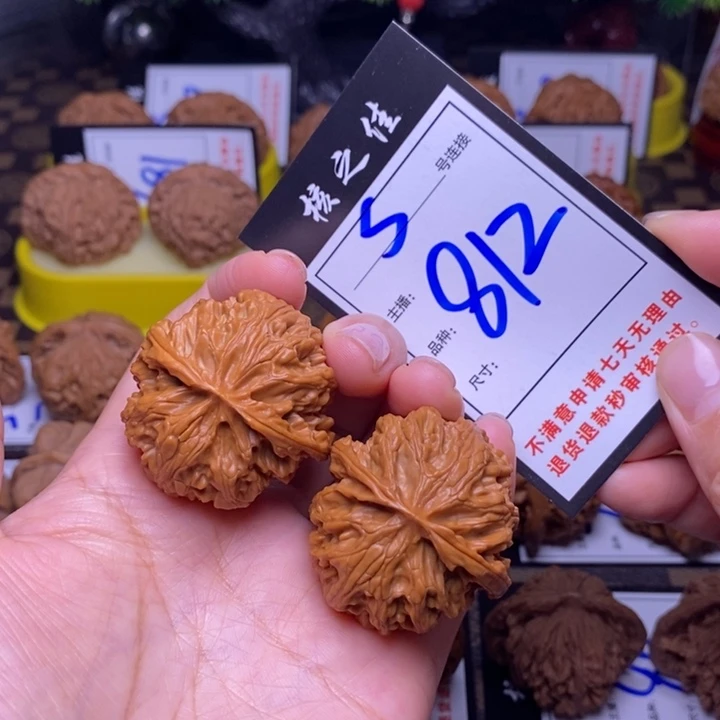 核之佳
5号连接
812
主播:
品种:
尺寸:
不满意申请七天无理由
退货退款秒审核通过。